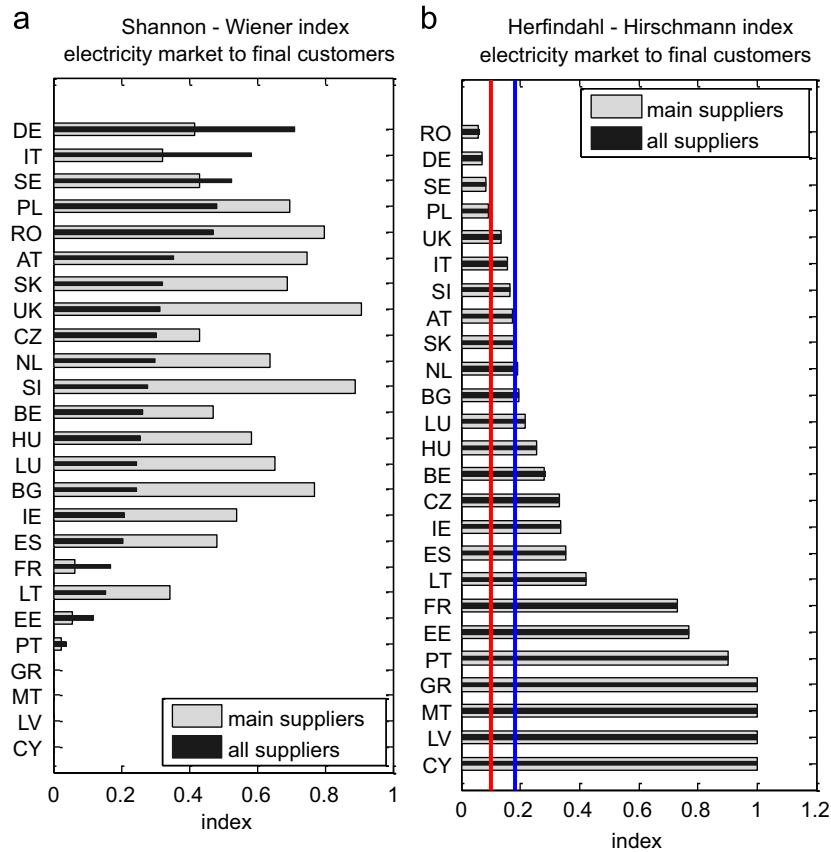 a
Shannon - Wiener index
electricity market to final customers
DE
IT
SE
PL
RO
AT
SK
UK
CZ
NL
SI
BE
HU
LU
BG
IE
ES
FR
LT
EE
PT
GR
MT
LV
CY
main suppliers
all suppliers
0 0.2 0.4 0.6 0.8 1
index
b
Herfindahl - Hirschmann index
electricity market to final customers
main suppliers
all suppliers
RO
DE
SE
PL
UK
IT
SI
AT
SK
NL
BG
LU
HU
BE
CZ
IE
ES
LT
FR
EE
PT
GR
MT
LV
CY
0 0.2 0.4 0.6 0.8 1 1.2
index